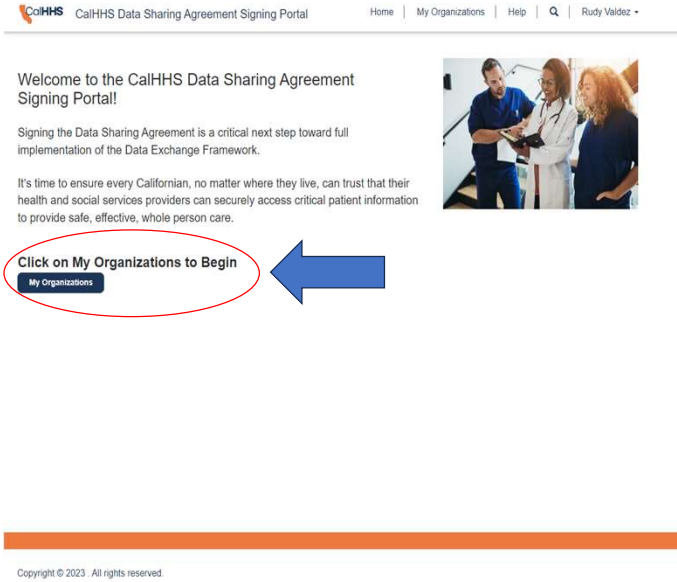 CalHHS CalHHS Data Sharing Agreement Signing Portal Home | My Organizations | Help | | Rudy Valdez
Welcome to the CalHHS Data Sharing Agreement
Signing Portal!
Signing the Data Sharing Agreement is a critical next step toward full
implementation of the Data Exchange Framework.
It's time to ensure every Californian, no matter where they live, can trust that their
health and social services providers can securely access critical patient information
to provide safe, effective, whole person care.
Click on My Organizations to Begin
My Organizations
Copyright © 2023 . All rights reserved.